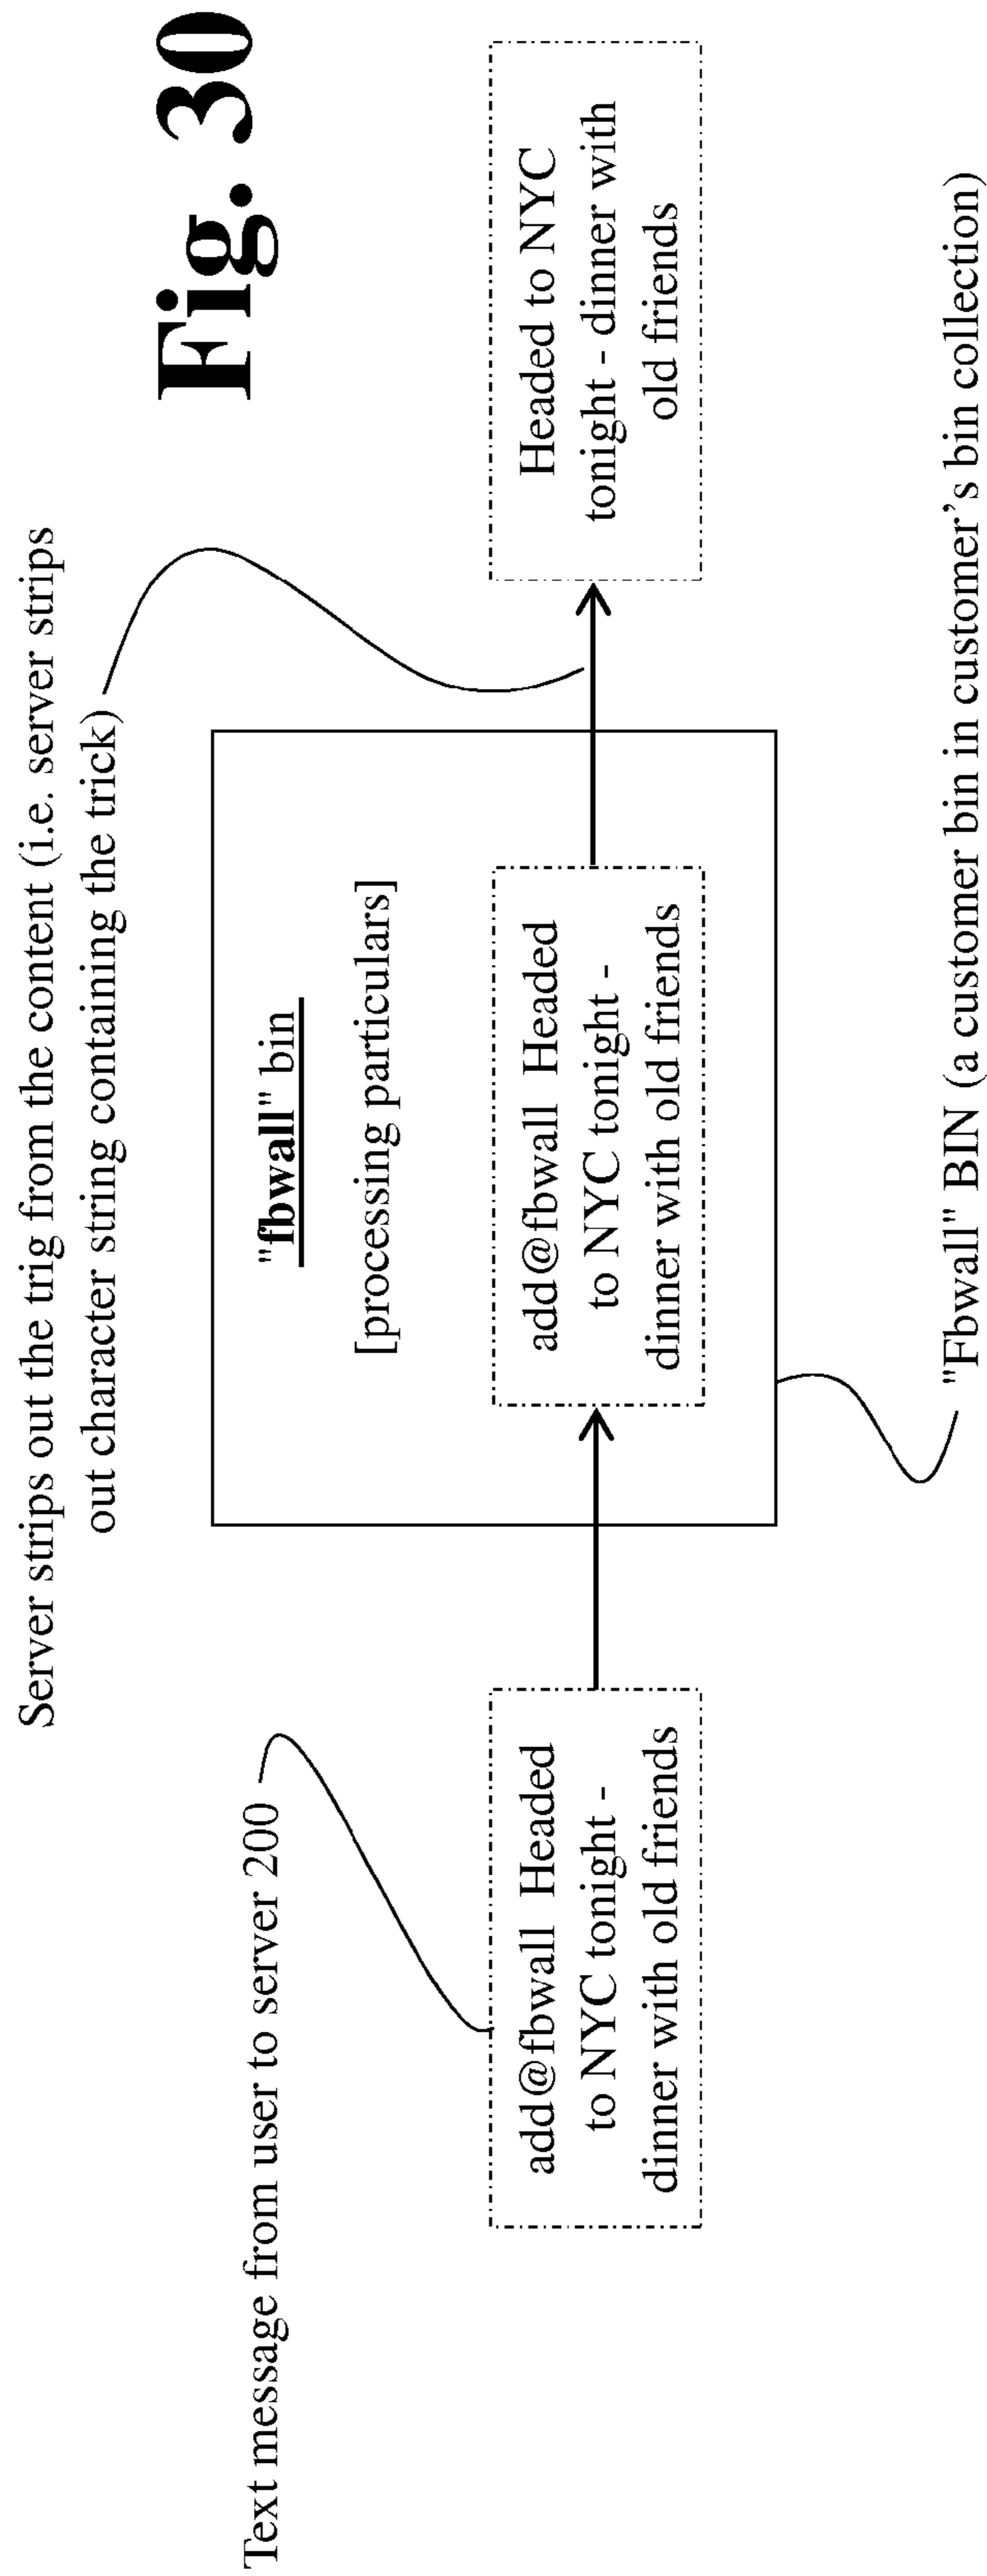 Fig. 30
Server strips out the trig from the content (i.e. server strips
out character string containing the trick)
Text message from user to server 200
"fbwall" bin
[processing particulars]
add@fbwall Headed
to NYC tonight -
dinner with old friends
add@fbwall Headed
to NYC tonight -
dinner with old friends
Headed to NYC
tonight - dinner with
old friends
"Fbwall" BIN (a customer bin in customer's bin collection)